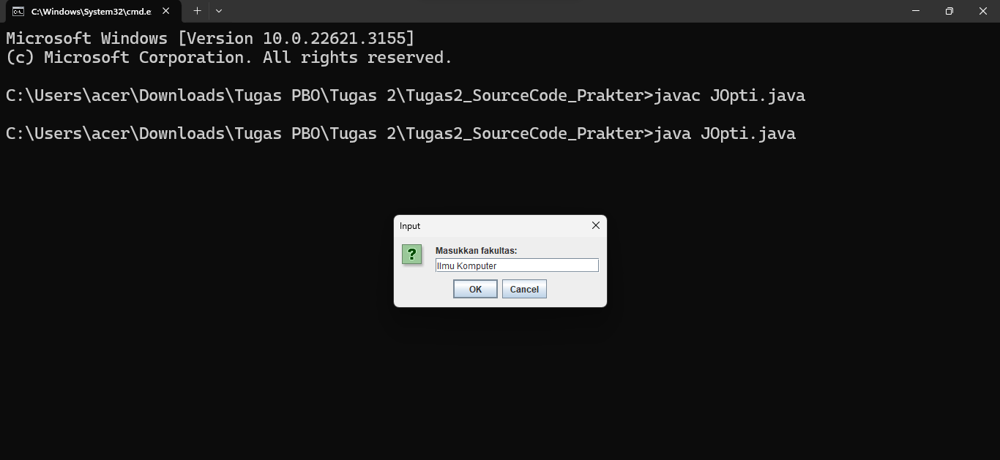 C:\Windows\System32\cmd.e
Microsoft Windows [Version 10.0.22621.3155]
(c) Microsoft Corporation. All rights reserved.
C:\Users\acer\Downloads\Tugas PBO\Tugas 2\Tugas2_SourceCode_Prakter>javac JOpti.java
C:\Users\acer\Downloads\Tugas PBO\Tugas 2\Tugas2_SourceCode_Prakter>java JOpti.java
Input
?
Masukkan fakultas:
Ilmu Komputer
OK Cancel